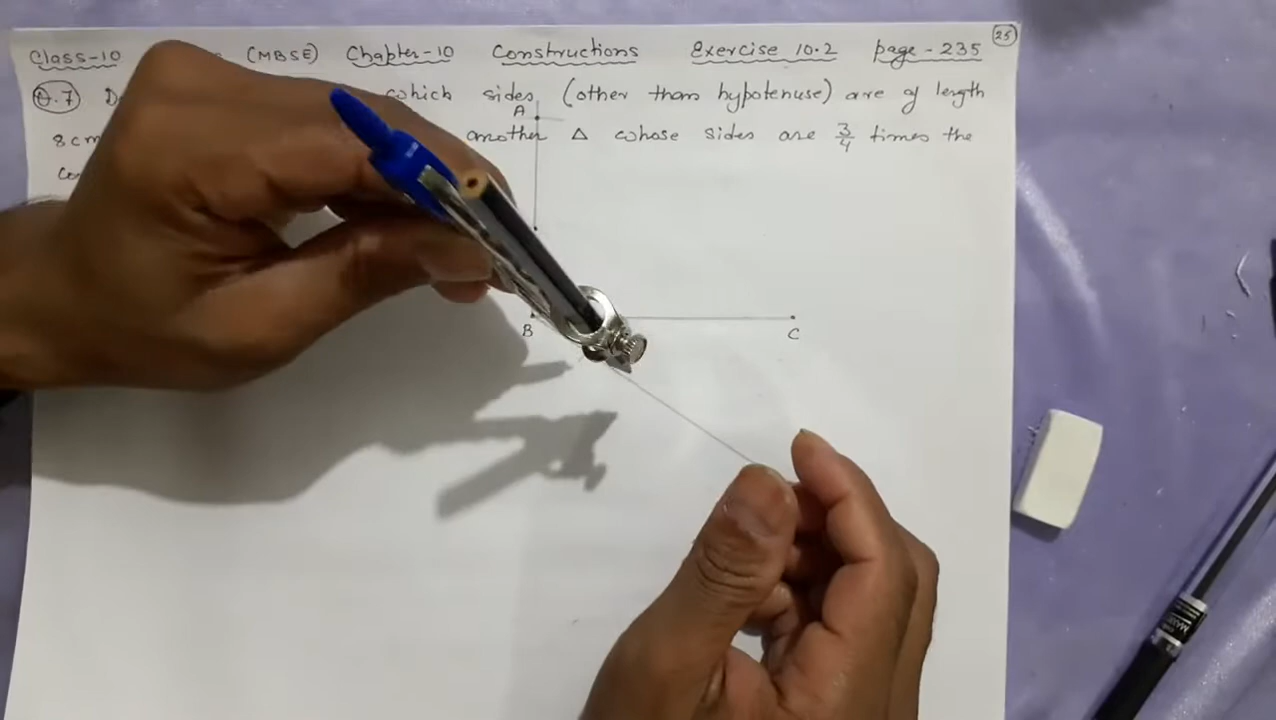 25
Class-10 (MBSE) Chapter-10 Constructions Exercise 10.2 page-235
Q.7 which sides (other than hypotenuse) are of length
8cm another Δ whose sides are 3/4 times the
A
B
C